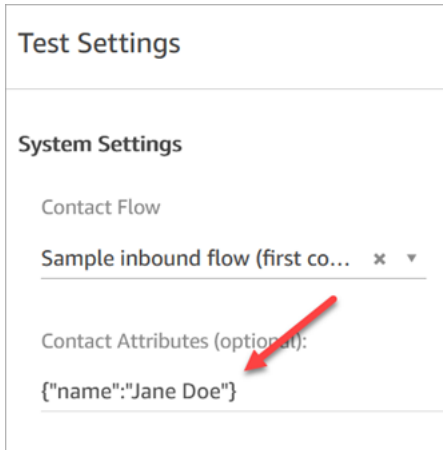 Test Settings
System Settings
Contact Flow
Sample inbound flow (first co...
Contact Attributes (optional):
{"name":"Jane Doe"}